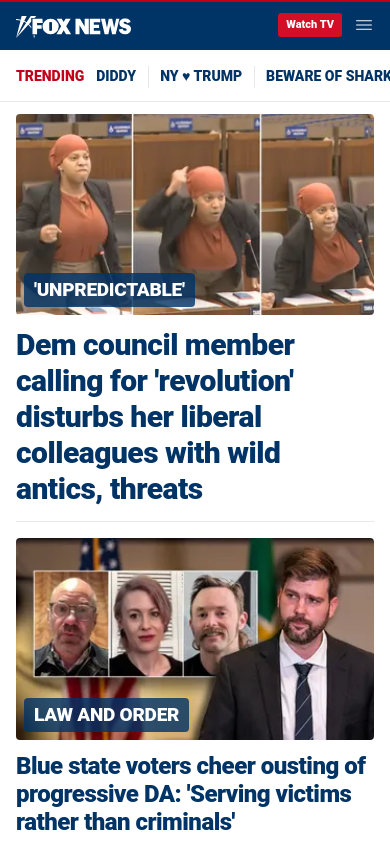 FOX NEWS
Watch TV
TRENDING DIDDY NY ♥ TRUMP BEWARE OF SHARK
'UNPREDICTABLE'
Dem council member
calling for 'revolution'
disturbs her liberal
colleagues with wild
antics, threats
LAW AND ORDER
Blue state voters cheer ousting of
progressive DA: 'Serving victims
rather than criminals'